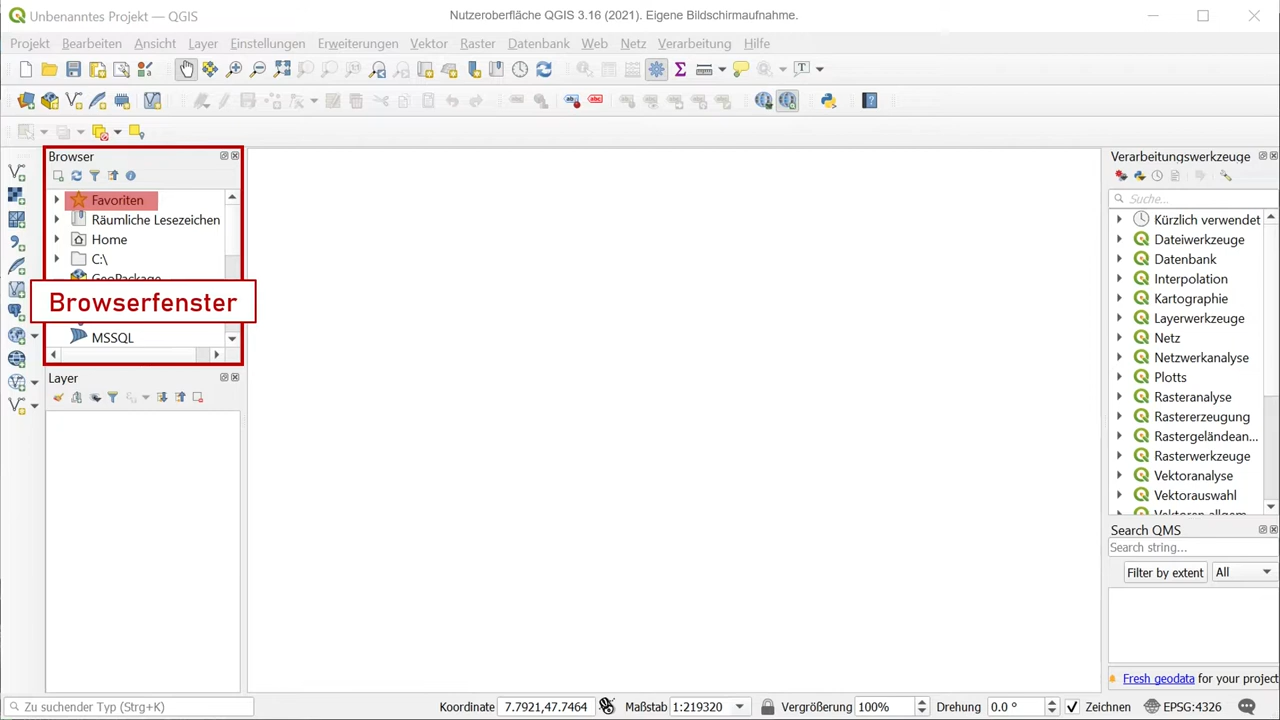 Unbenanntes Projekt — QGIS
Nutzeroberfläche QGIS 3.16 (2021). Eigene Bildschirmaufnahme.
Projekt Bearbeiten Ansicht Layer Einstellungen Erweiterungen Vektor Raster Datenbank Web Netz Verarbeitung Hilfe
Browser
Favoriten
Räumliche Lesezeichen
Home
C:\
GeoPackage
Browserfenster
MSSQL
Layer
Verarbeitungswerkzeuge
Suche...
Kürzlich verwendet
Dateiwerkzeuge
Datenbank
Interpolation
Kartographie
Layerwerkzeuge
Netz
Netzwerkanalyse
Plotts
Rasteranalyse
Rastererzeugung
Rastergeländean...
Rasterwerkzeuge
Vektoranalyse
Vektorauswahl
Vektoren allgem
Search QMS
Search string...
Filter by extent All
Fresh geodata for your project
Zu suchender Typ (Strg+K)
Koordinate 7.7921,47.7464 Maßstab 1:219320 Vergrößerung 100% Drehung 0.0 ° Zeichnen EPSG:4326